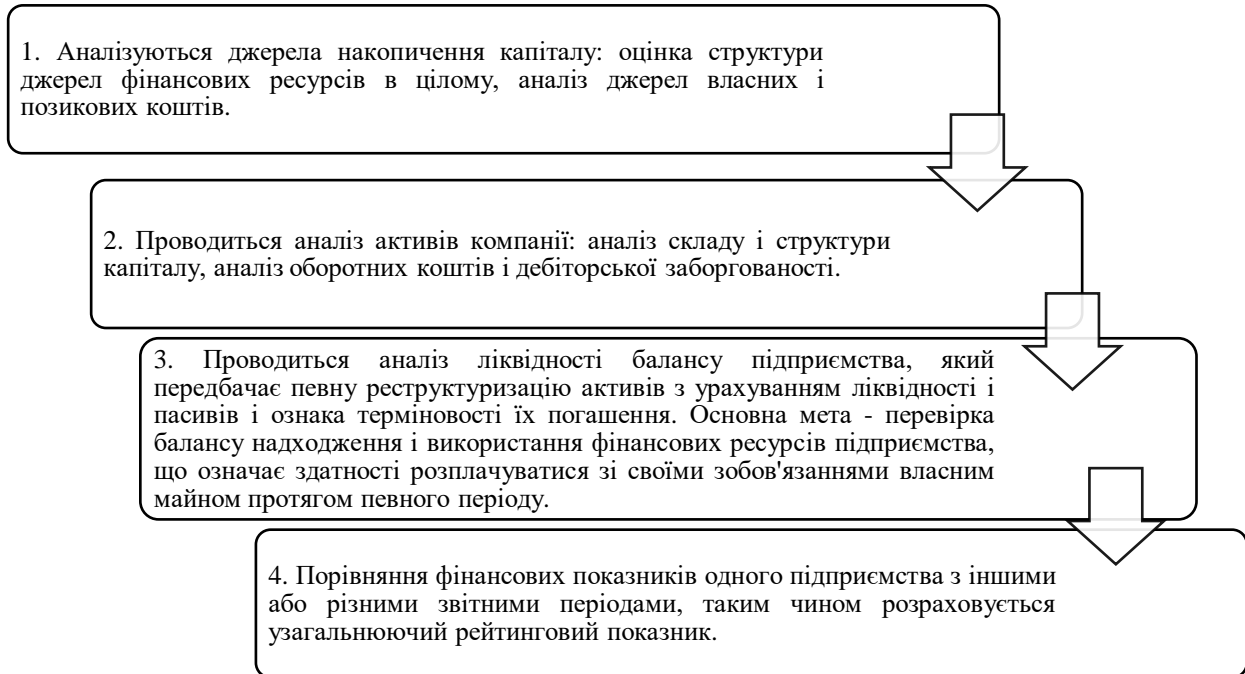 1. Аналізуються джерела накопичення капіталу: оцінка структури
джерел фінансових ресурсів в цілому, аналіз джерел власних і
позикових коштів.
2. Проводиться аналіз активів компанії: аналіз складу і структури
капіталу, аналіз оборотних коштів і дебіторської заборгованості.
3. Проводиться аналіз ліквідності балансу підприємства, який
передбачає певну реструктуризацію активів з урахуванням ліквідності і
пасивів і ознака терміновості їх погашення. Основна мета - перевірка
балансу надходження і використання фінансових ресурсів підприємства,
що означає здатності розплачуватися зі своїми зобов'язаннями власним
майном протягом певного періоду.
4. Порівняння фінансових показників одного підприємства з іншими
або різними звітними періодами, таким чином розраховується
узагальнюючий рейтинговий показник.